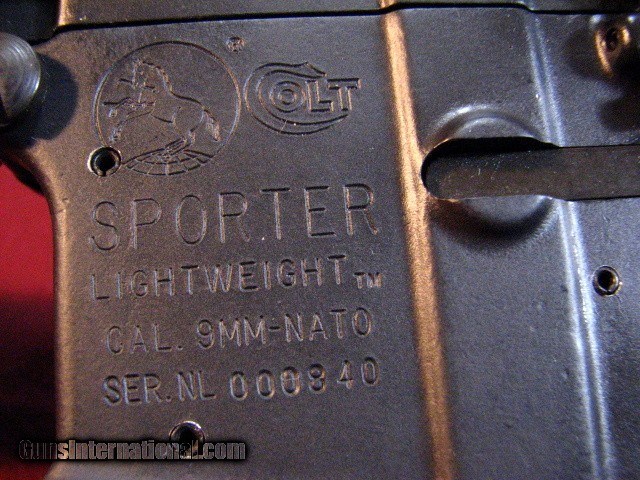 ®
COLT
SPORTER
LIGHTWEIGHT TM
CAL. 9MM-NATO
SER. NL 000840
GunsInternational.com